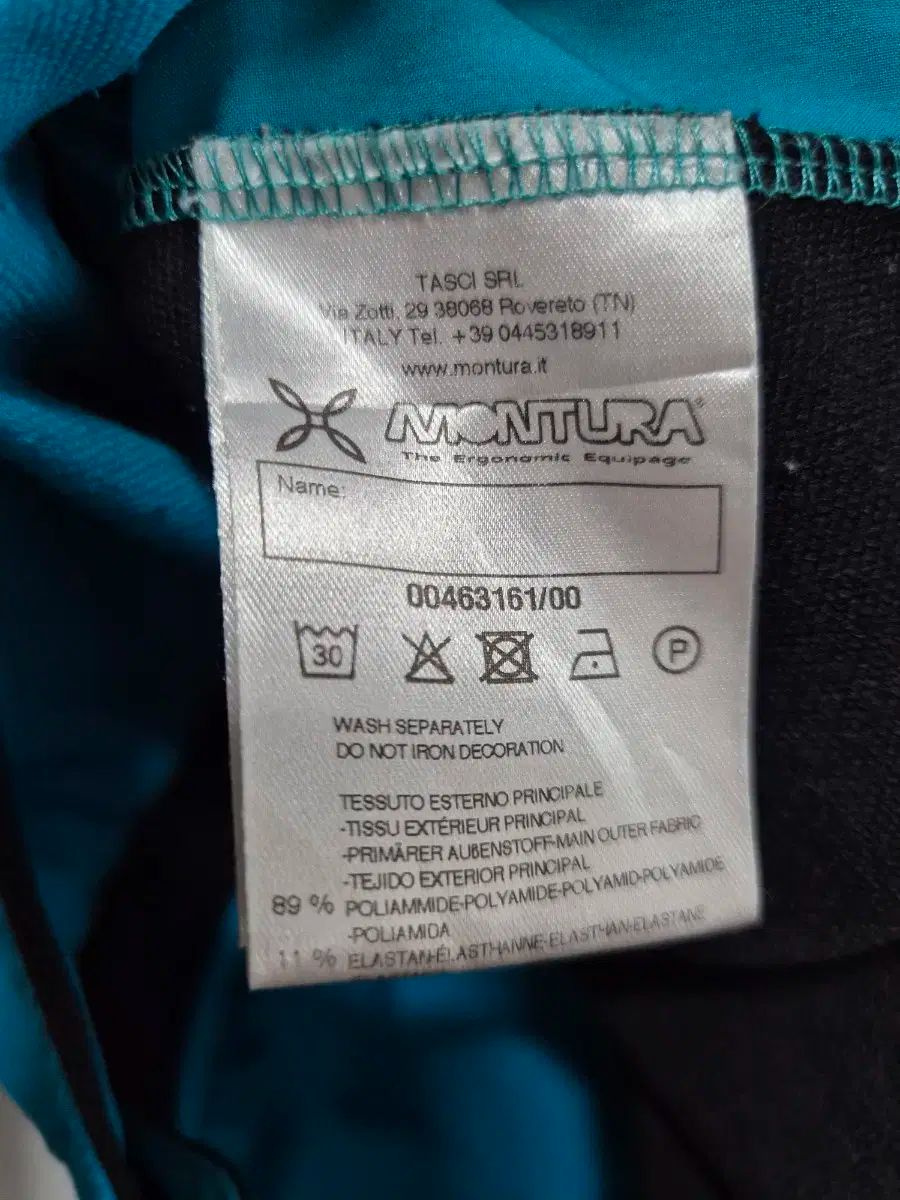 TASCI SRL
Via Zotti, 29 38068 Rovereto (TN)
ITALY Tel. +39 0445318911
www.montura.it
MONTURA®
The Ergonomic Equipage
Name:
00463161/00
30
P
WASH SEPARATELY
DO NOT IRON DECORATION
TESSUTO ESTERNO PRINCIPALE
-TISSU EXTÉRIEUR PRINCIPAL
-PRIMÄRER AUßENSTOFF-MAIN OUTER FABRIC
-TEJIDO EXTERIOR PRINCIPAL
89 % POLIAMMIDE-POLYAMIDE-POLYAMID-POLYAMIDE
-POLIAMIDA
11 % ELASTAN-ÉLASTHANNE-ELASTHAN-ELASTANE